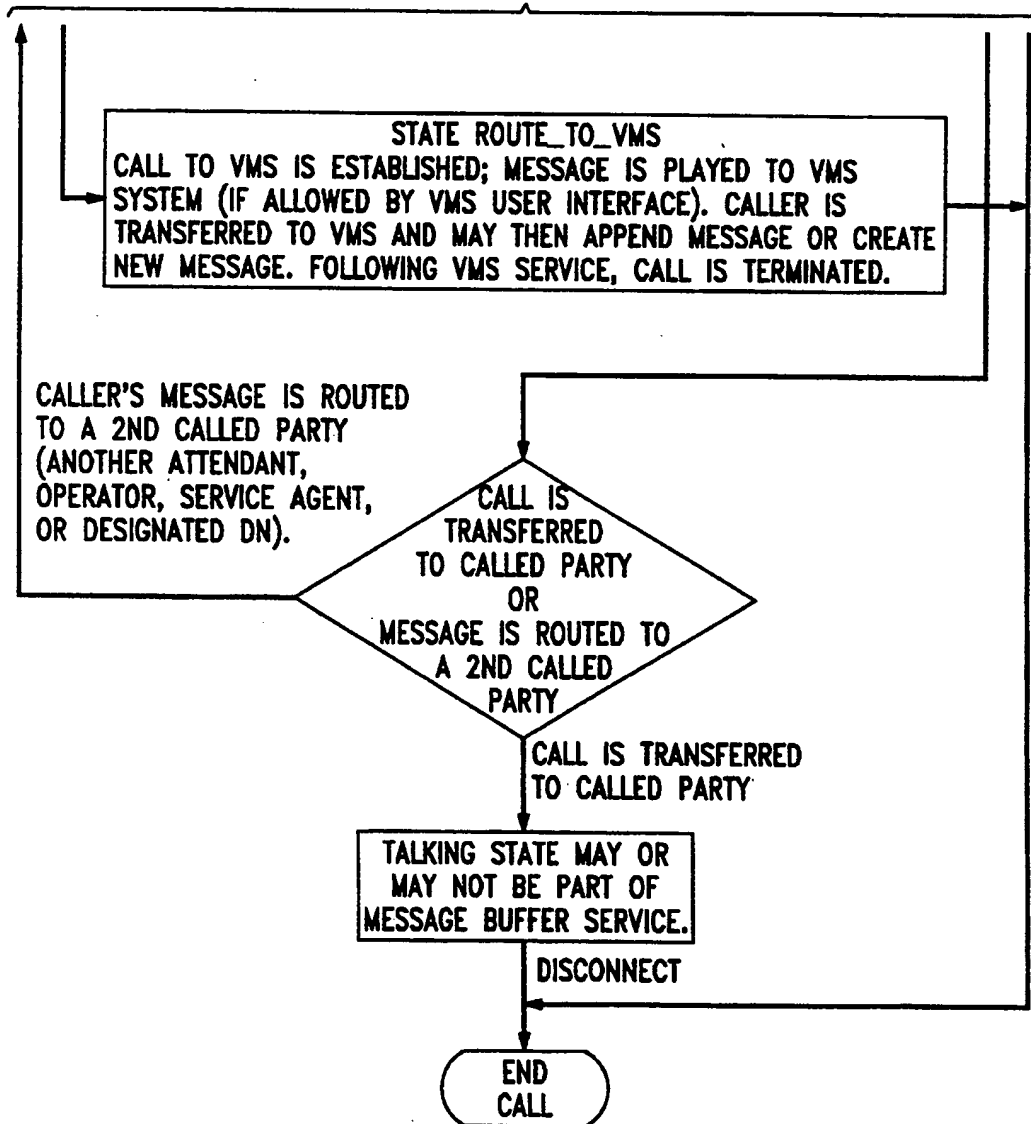 STATE ROUTE_TO_VMS
CALL TO VMS IS ESTABLISHED; MESSAGE IS PLAYED TO VMS
SYSTEM (IF ALLOWED BY VMS USER INTERFACE). CALLER IS
TRANSFERRED TO VMS AND MAY THEN APPEND MESSAGE OR CREATE
NEW MESSAGE. FOLLOWING VMS SERVICE, CALL IS TERMINATED.
CALLER'S MESSAGE IS ROUTED
TO A 2ND CALLED PARTY
(ANOTHER ATTENDANT,
OPERATOR, SERVICE AGENT,
OR DESIGNATED DN).
CALL IS
TRANSFERRED
TO CALLED PARTY
OR
MESSAGE IS ROUTED TO
A 2ND CALLED
PARTY
CALL IS TRANSFERRED
TO CALLED PARTY
TALKING STATE MAY OR
MAY NOT BE PART OF
MESSAGE BUFFER SERVICE.
DISCONNECT
END
CALL